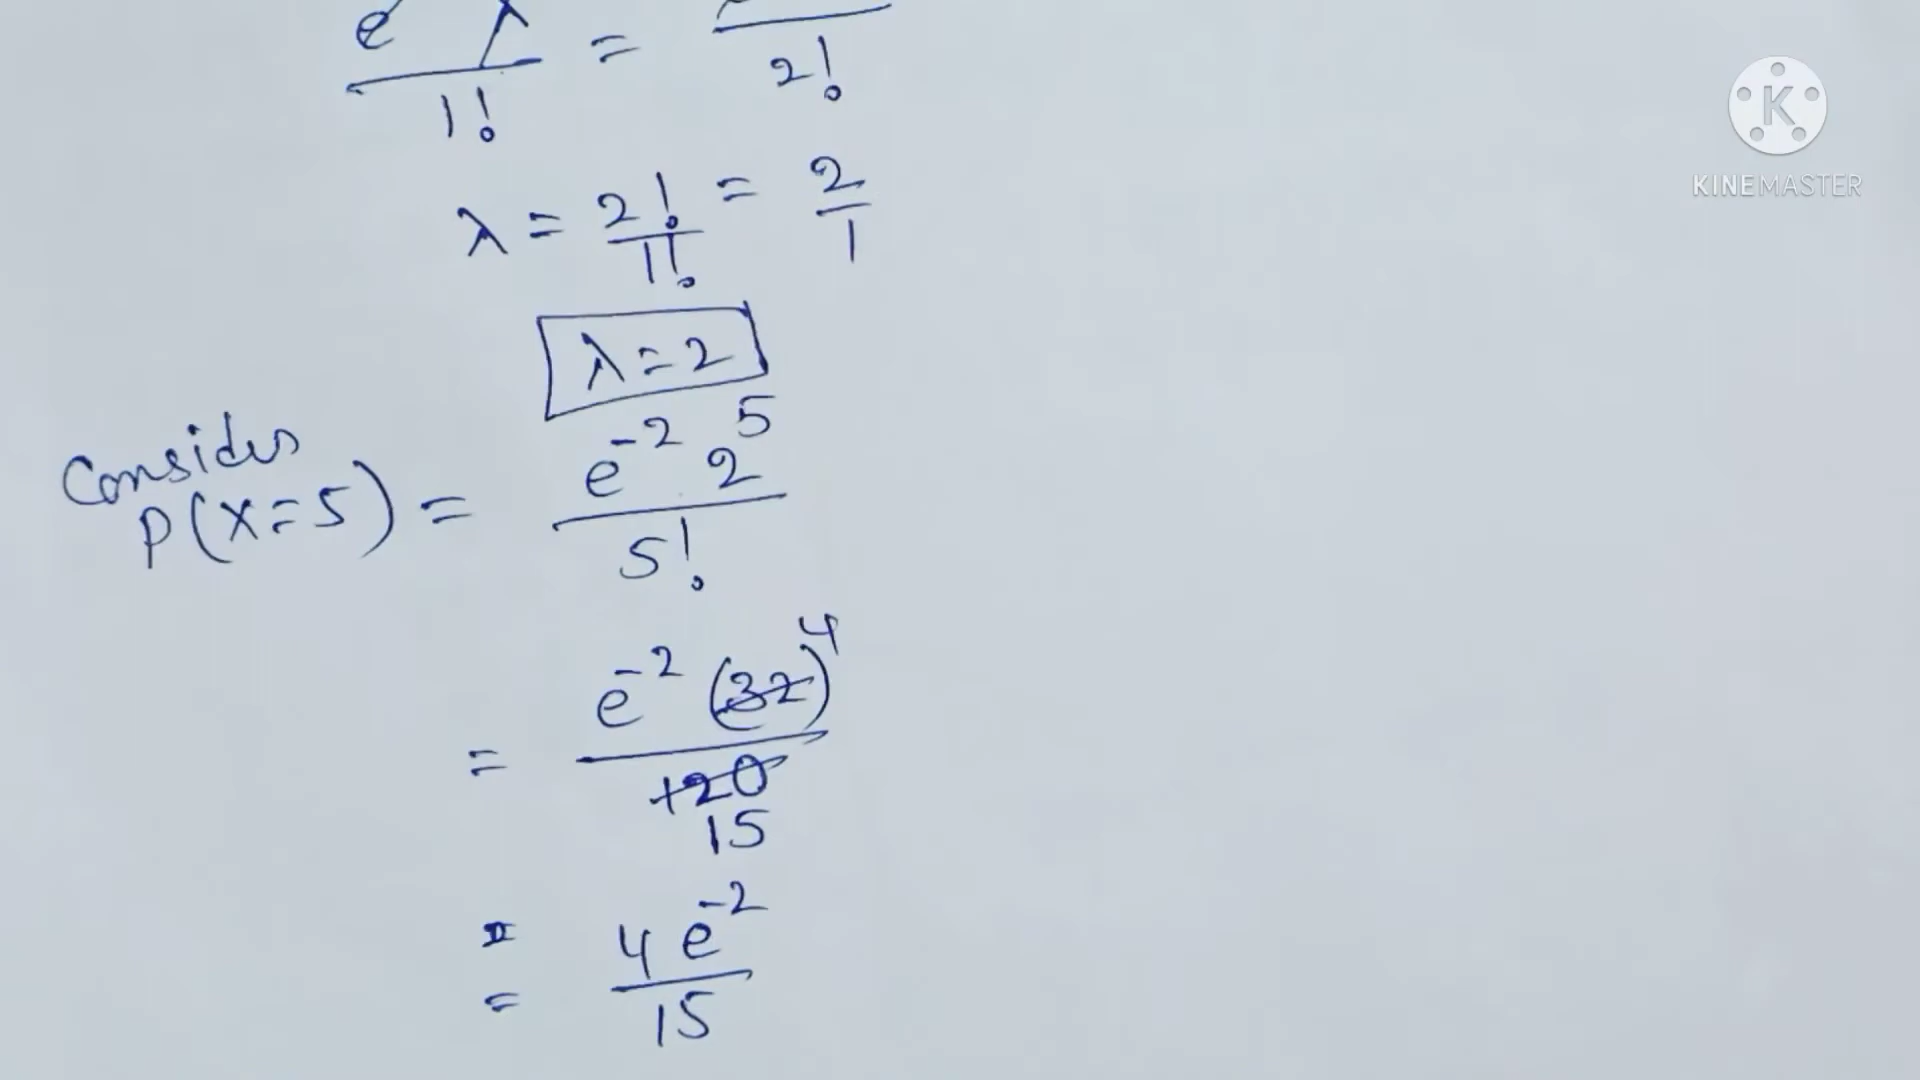 e λ / 1! = / 2!
λ = 2! / 1! = 2 / 1
λ = 2
Consider
P(X=5) = e^-2 2^5 / 5!
= e^-2 (32) 4 / 120 15
= 4 e^-2 / 15
=
KINEMASTER